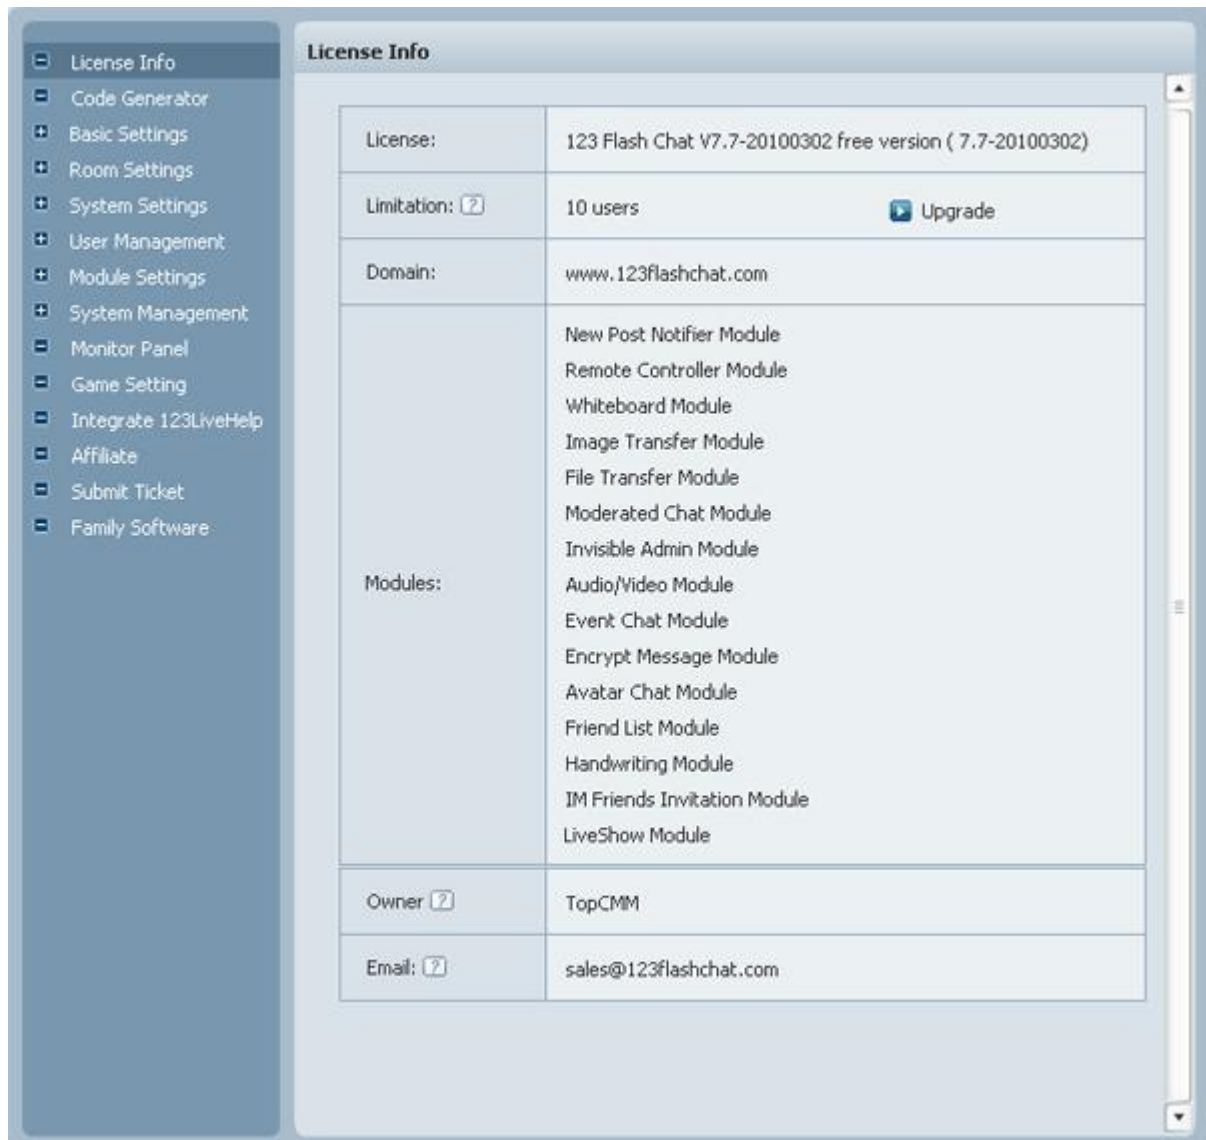 License Info
Code Generator
Basic Settings
Room Settings
System Settings
User Management
Module Settings
System Management
Monitor Panel
Game Setting
Integrate 123LiveHelp
Affiliate
Submit Ticket
Family Software
License Info
License: 123 Flash Chat V7.7-20100302 free version ( 7.7-20100302)
Limitation: ? 10 users Upgrade
Domain: www.123flashchat.com
New Post Notifier Module
Remote Controller Module
Whiteboard Module
Image Transfer Module
File Transfer Module
Moderated Chat Module
Invisible Admin Module
Modules: Audio/Video Module
Event Chat Module
Encrypt Message Module
Avatar Chat Module
Friend List Module
Handwriting Module
IM Friends Invitation Module
LiveShow Module
Owner ? TopCMM
Email: ? sales@123flashchat.com